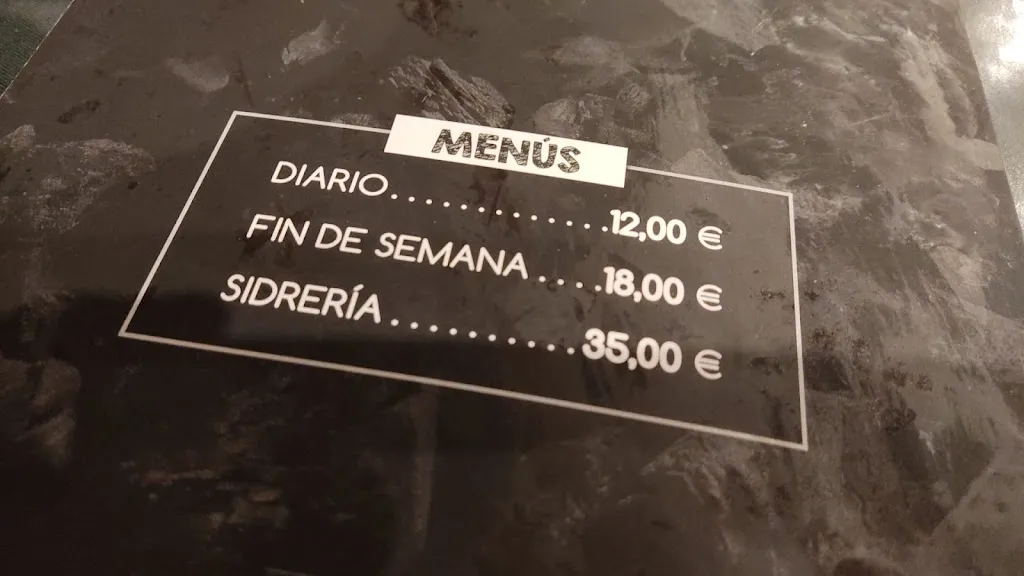 MENÚS
DIARIO............12,00 €
FIN DE SEMANA.....18,00 €
SIDRERÍA..........35,00 €